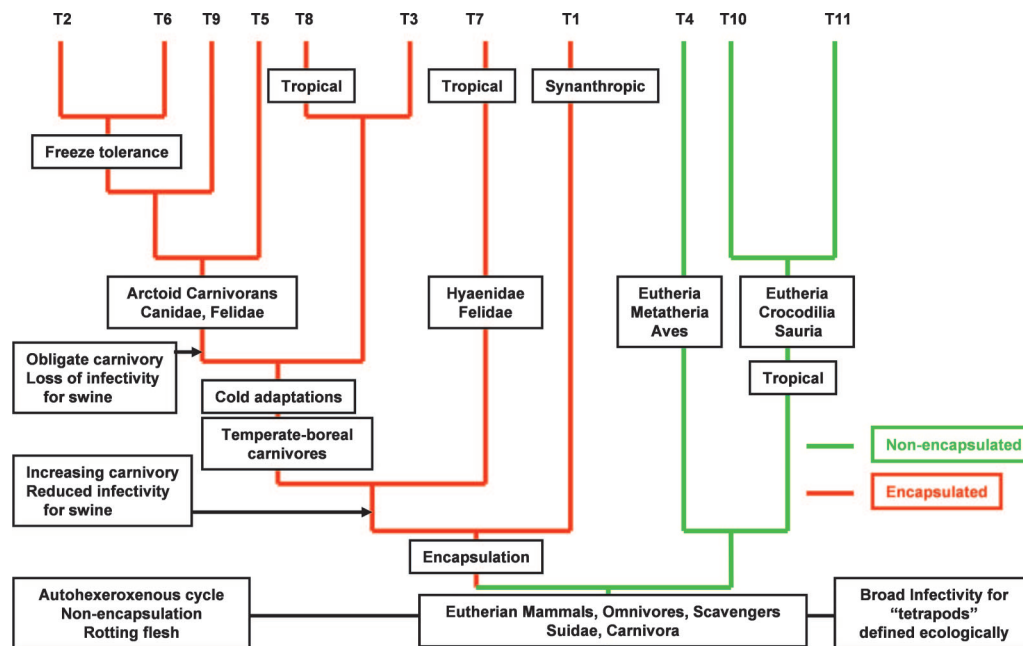 T2 T6 T9 T5 T8 T3 T7 T1 T4 T10 T11
Tropical
Tropical
Synanthropic
Freeze tolerance
Arctoid Carnivorans
Canidae, Felidae
Hyaenidae
Felidae
Eutheria
Metatheria
Aves
Eutheria
Crocodilia
Sauria
Obligate carnivory
Loss of infectivity
for swine
Tropical
Cold adaptations
Temperate-boreal
carnivores
Increasing carnivory
Reduced infectivity
for swine
Non-encapsulated
Encapsulated
Encapsulation
Autohexeroxenous cycle
Non-encapsulation
Rotting flesh
Eutherian Mammals, Omnivores, Scavengers
Suidae, Carnivora
Broad Infectivity for
“tetrapods”
defined ecologically